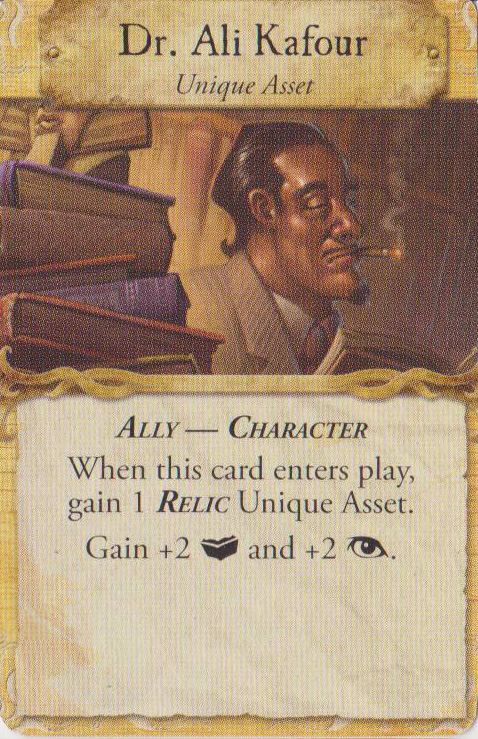 Dr. Ali Kafour
Unique Asset
ALLY — CHARACTER
When this card enters play,
gain 1 RELIC Unique Asset.
Gain +2 and +2 .